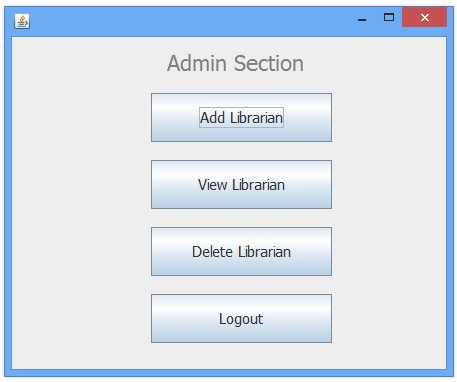 Admin Section
Add Librarian
View Librarian
Delete Librarian
Logout